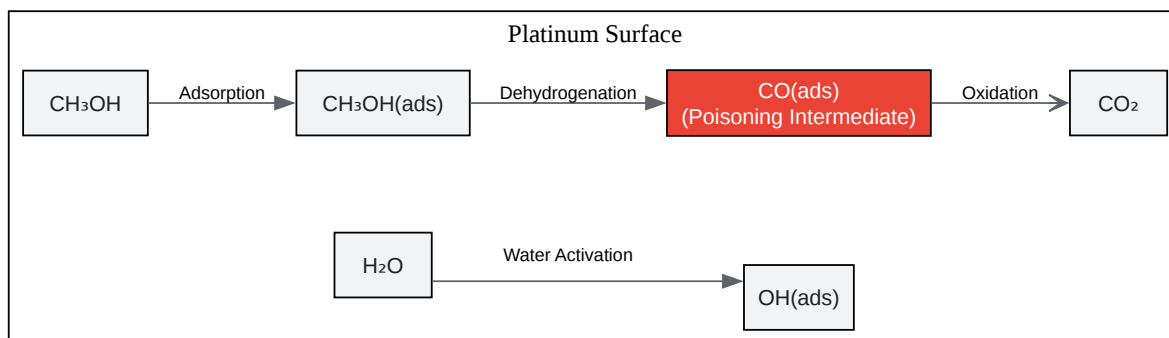 Platinum Surface
CH₃OH
Adsorption
CH₃OH(ads)
Dehydrogenation
CO(ads)
(Poisoning Intermediate)
Oxidation
CO₂
H₂O
Water Activation
OH(ads)